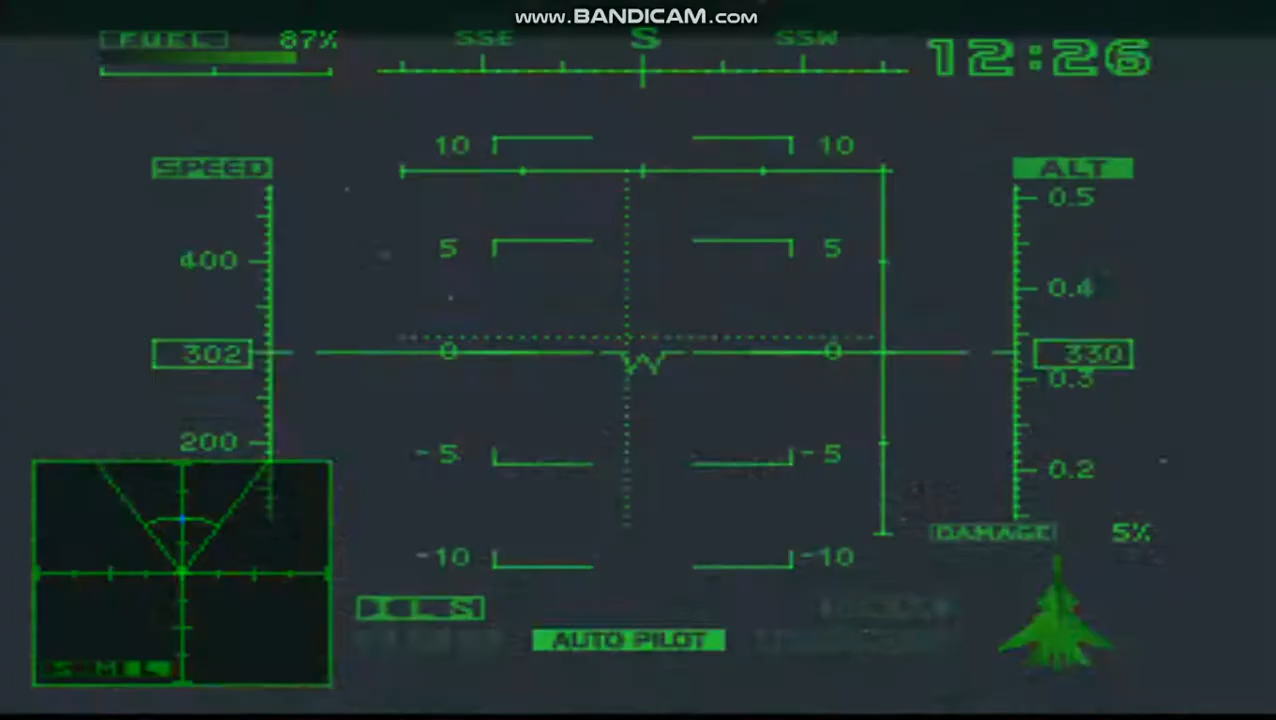 www.BANDICAM.com
FUEL 87%
SSE S SSW
12:26
10 10
SPEED
ALT
0.5
5 5
400
0.4
302 0 0 330
0.3
200
-5 -5
0.2
DAMAGE 5%
-10 -10
ILS
AUTO PILOT